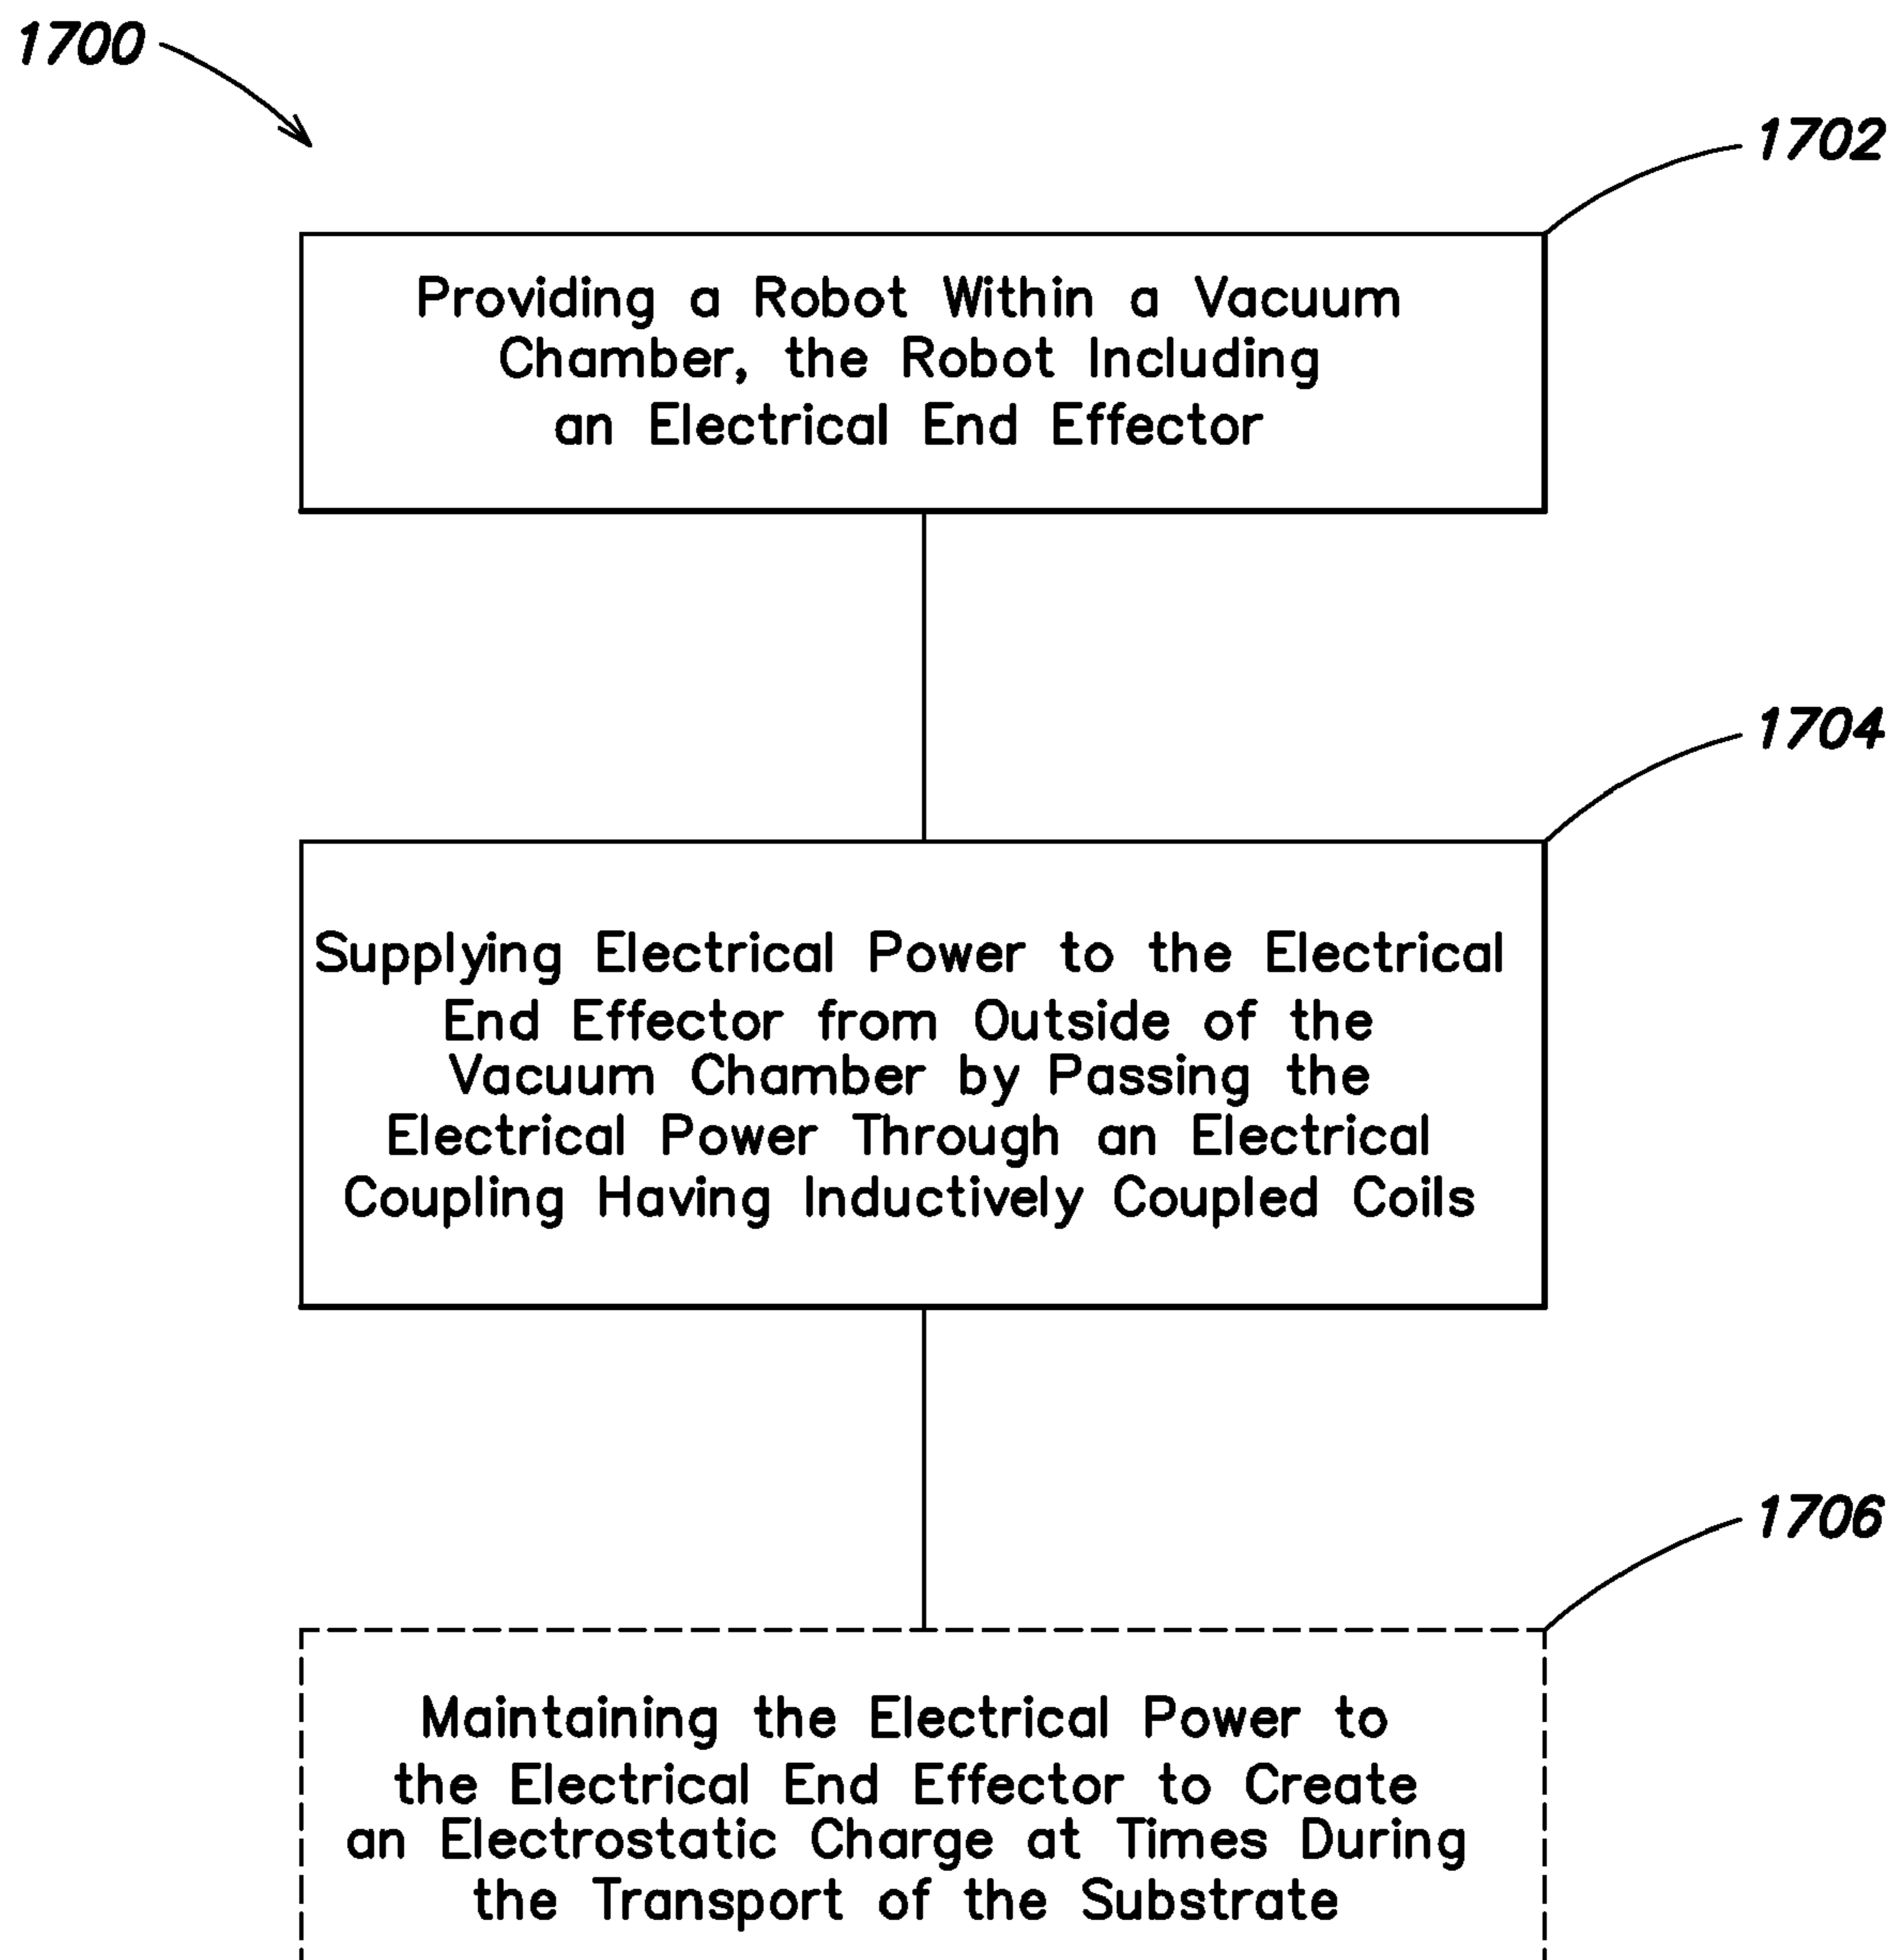 1700
1702
Providing a Robot Within a Vacuum
Chamber, the Robot Including
an Electrical End Effector
1704
Supplying Electrical Power to the Electrical
End Effector from Outside of the
Vacuum Chamber by Passing the
Electrical Power Through an Electrical
Coupling Having Inductively Coupled Coils
1706
Maintaining the Electrical Power to
the Electrical End Effector to Create
an Electrostatic Charge at Times During
the Transport of the Substrate